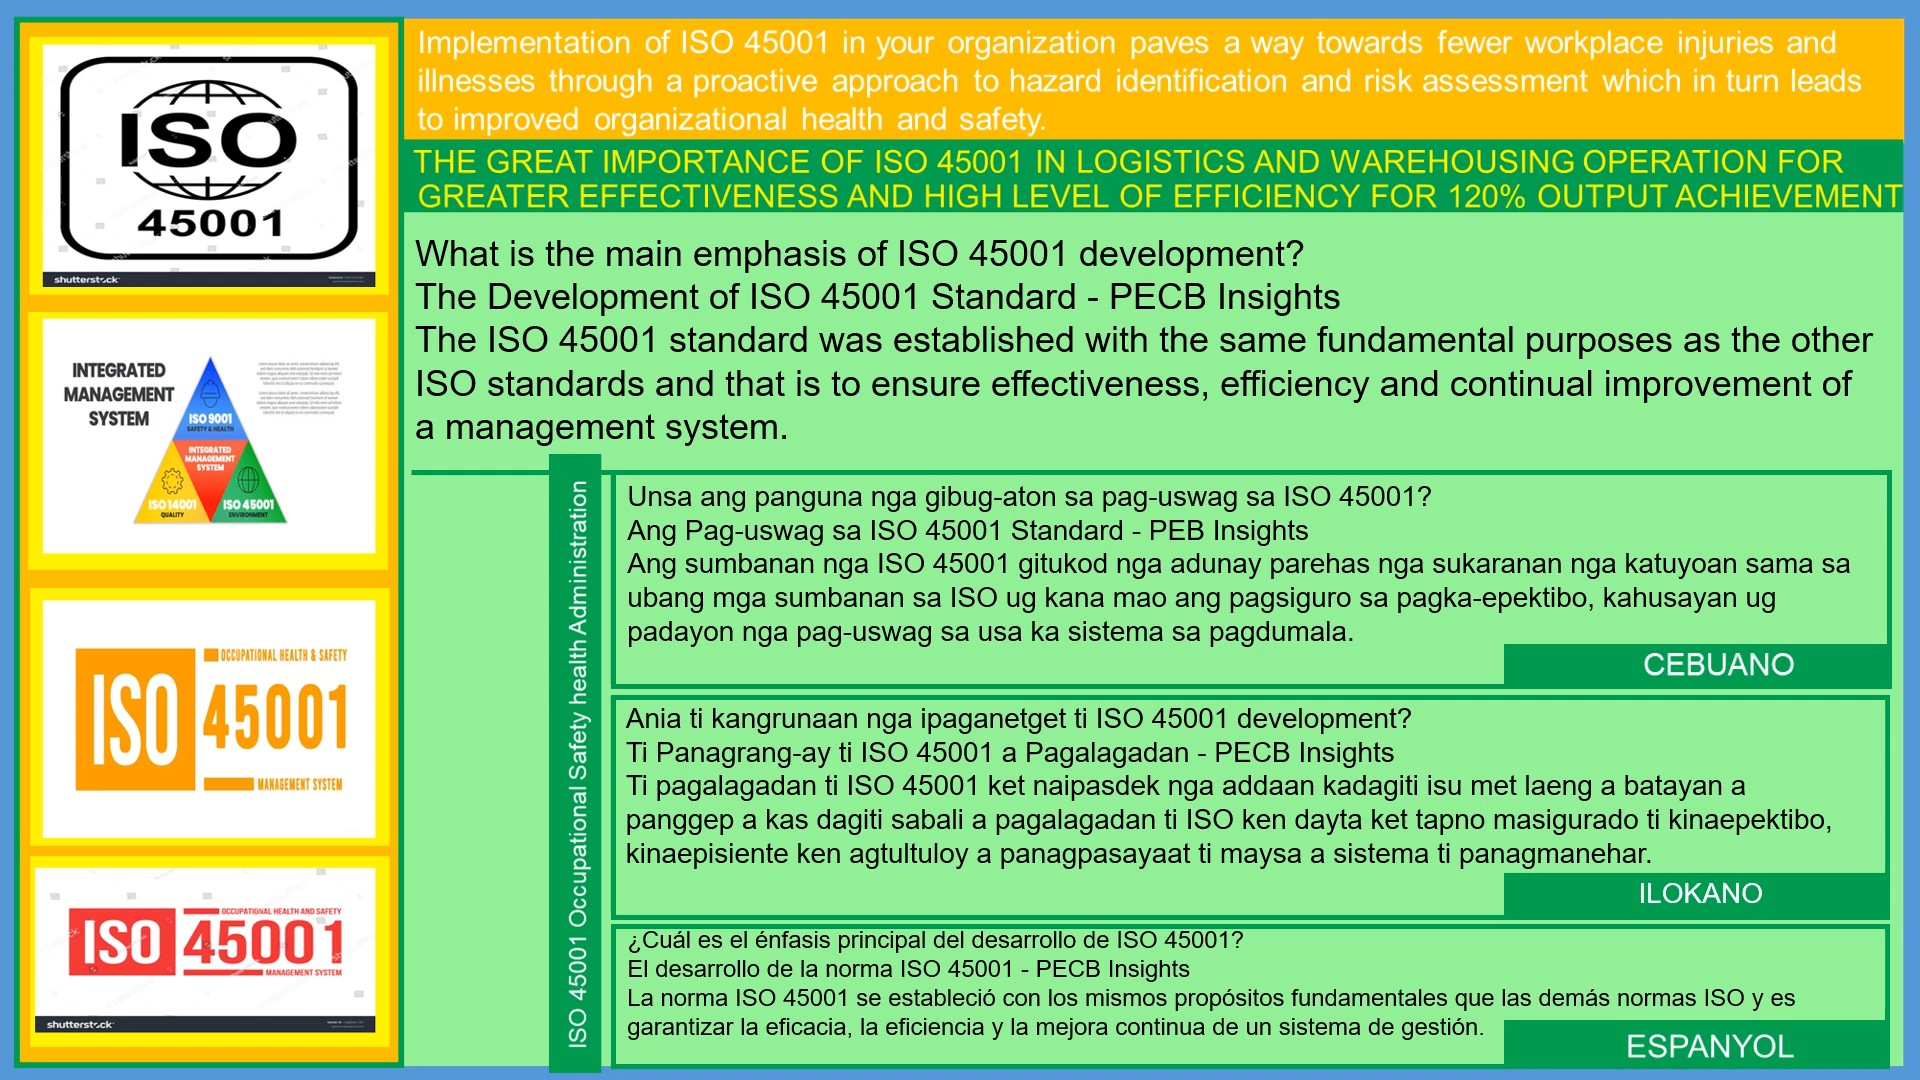 Implementation of ISO 45001 in your organization paves a way towards fewer workplace injuries and
illnesses through a proactive approach to hazard identification and risk assessment which in turn leads
to improved organizational health and safety.
THE GREAT IMPORTANCE OF ISO 45001 IN LOGISTICS AND WAREHOUSING OPERATION FOR
GREATER EFFECTIVENESS AND HIGH LEVEL OF EFFICIENCY FOR 120% OUTPUT ACHIEVEMENT
ISO
45001
shutterstock
INTEGRATED
MANAGEMENT
SYSTEM
ISO 9001
SAFETY & HEALTH
INTEGRATED
MANAGEMENT
SYSTEM
ISO 14001
QUALITY
ISO 45001
ENVIRONMENT
OCCUPATIONAL HEALTH & SAFETY
ISO 45001
MANAGEMENT SYSTEM
OCCUPATIONAL HEALTH AND SAFETY
ISO 45001
MANAGEMENT SYSTEM
shutterstock
What is the main emphasis of ISO 45001 development?
The Development of ISO 45001 Standard - PECB Insights
The ISO 45001 standard was established with the same fundamental purposes as the other
ISO standards and that is to ensure effectiveness, efficiency and continual improvement of
a management system.
ISO 45001 Occupational Safety health Administration
Unsa ang panguna nga gibug-aton sa pag-uswag sa ISO 45001?
Ang Pag-uswag sa ISO 45001 Standard - PEB Insights
Ang sumbanan nga ISO 45001 gitukod nga adunay parehas nga sukaranan nga katuyoan sama sa
ubang mga sumbanan sa ISO ug kana mao ang pagsiguro sa pagka-epektibo, kahusayan ug
padayon nga pag-uswag sa usa ka sistema sa pagdumala.
CEBUANO
Ania ti kangrunaan nga ipaganetget ti ISO 45001 development?
Ti Panagrang-ay ti ISO 45001 a Pagalagadan - PECB Insights
Ti pagalagadan ti ISO 45001 ket naipasdek nga addaan kadagiti isu met laeng a batayan a
panggep a kas dagiti sabali a pagalagadan ti ISO ken dayta ket tapno masigurado ti kinaepektibo,
kinaepisiente ken agtultuloy a panagpasayaat ti maysa a sistema ti panagmanehar.
ILOKANO
¿Cuál es el énfasis principal del desarrollo de ISO 45001?
El desarrollo de la norma ISO 45001 - PECB Insights
La norma ISO 45001 se estableció con los mismos propósitos fundamentales que las demás normas ISO y es
garantizar la eficacia, la eficiencia y la mejora continua de un sistema de gestión.
ESPANYOL